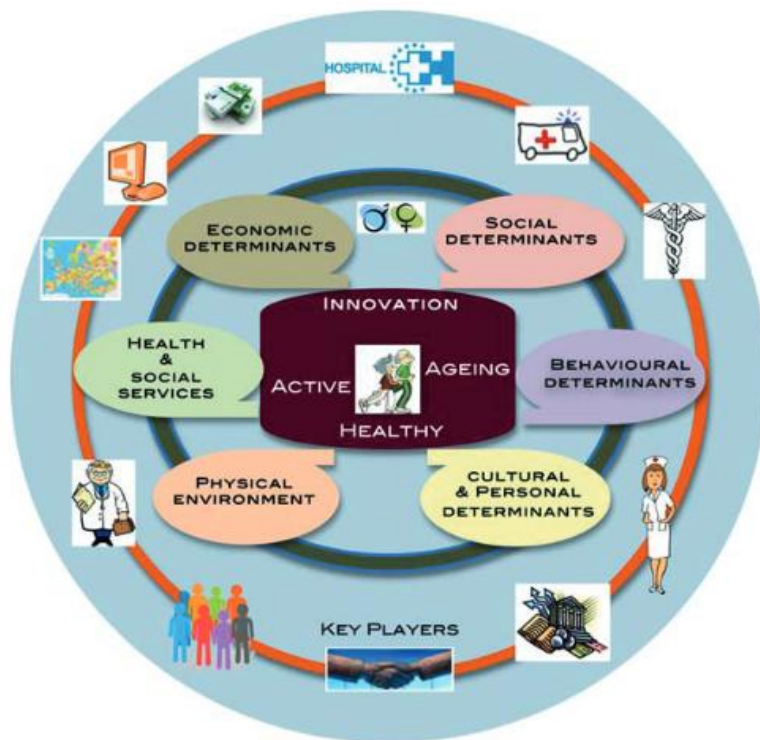 HOSPITAL
ECONOMIC
DETERMINANTS
SOCIAL
DETERMINANTS
INNOVATION
HEALTH
&
SOCIAL
SERVICES
ACTIVE
AGEING
BEHAVIOURAL
DETERMINANTS
HEALTHY
PHYSICAL
ENVIRONMENT
CULTURAL
& PERSONAL
DETERMINANTS
KEY PLAYERS